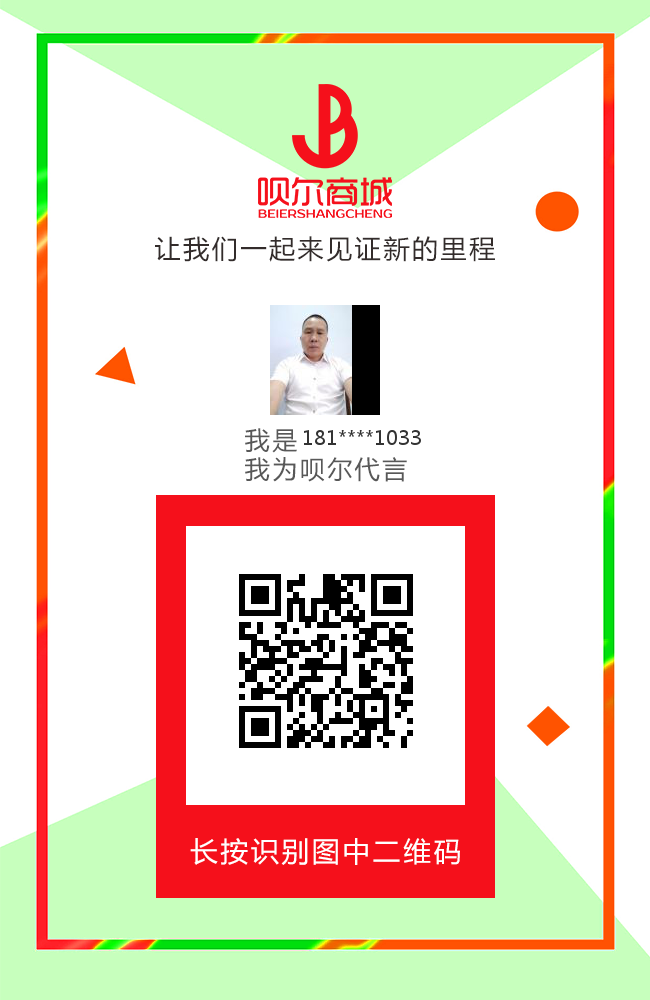 呗尔商城
BEIERSHANGCHENG
让我们一起来见证新的里程
我是 181****1033
我为呗尔代言
长按识别图中二维码